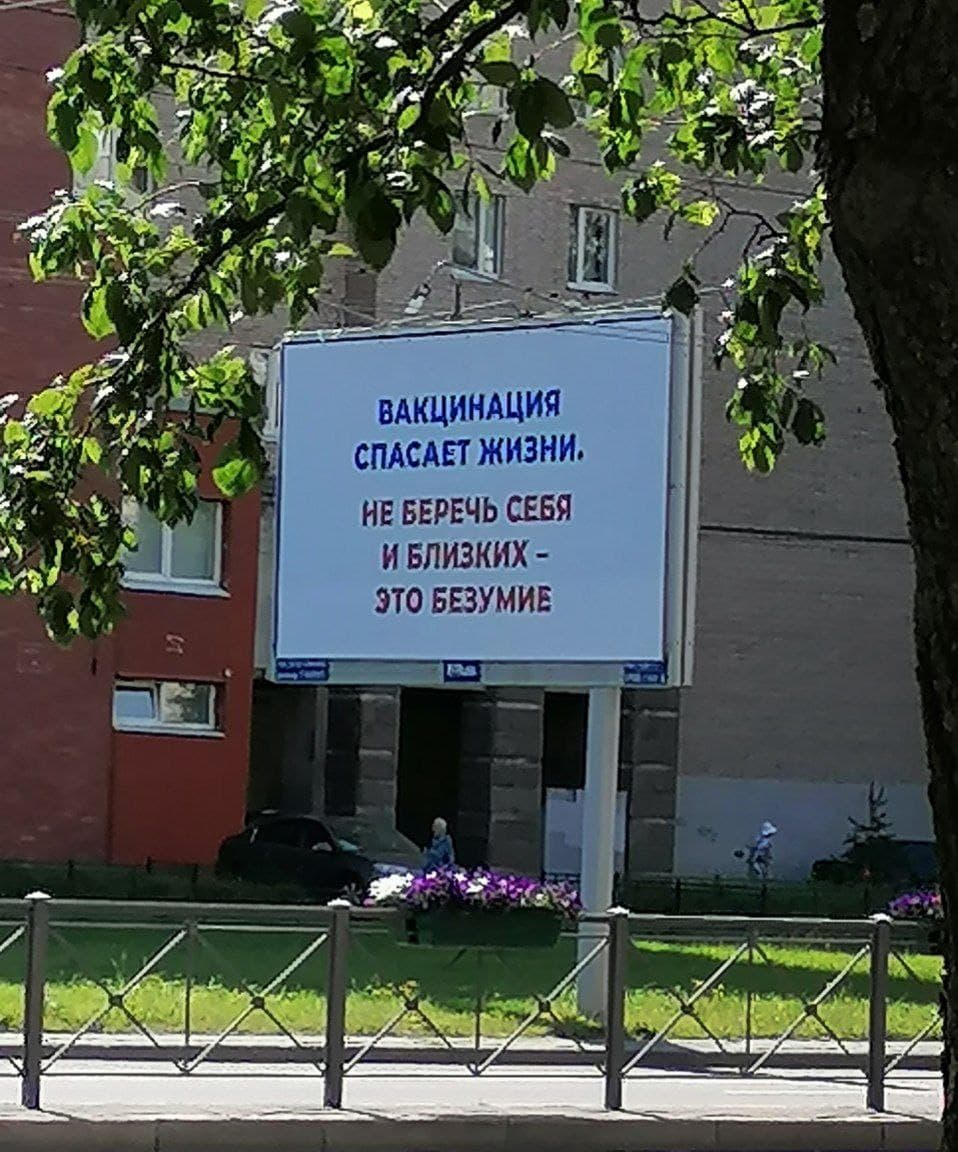 ВАКЦИНАЦИЯ
СПАСАЕТ ЖИЗНИ.
НЕ БЕРЕЧЬ СЕБЯ
И БЛИЗКИХ –
ЭТО БЕЗУМИЕ